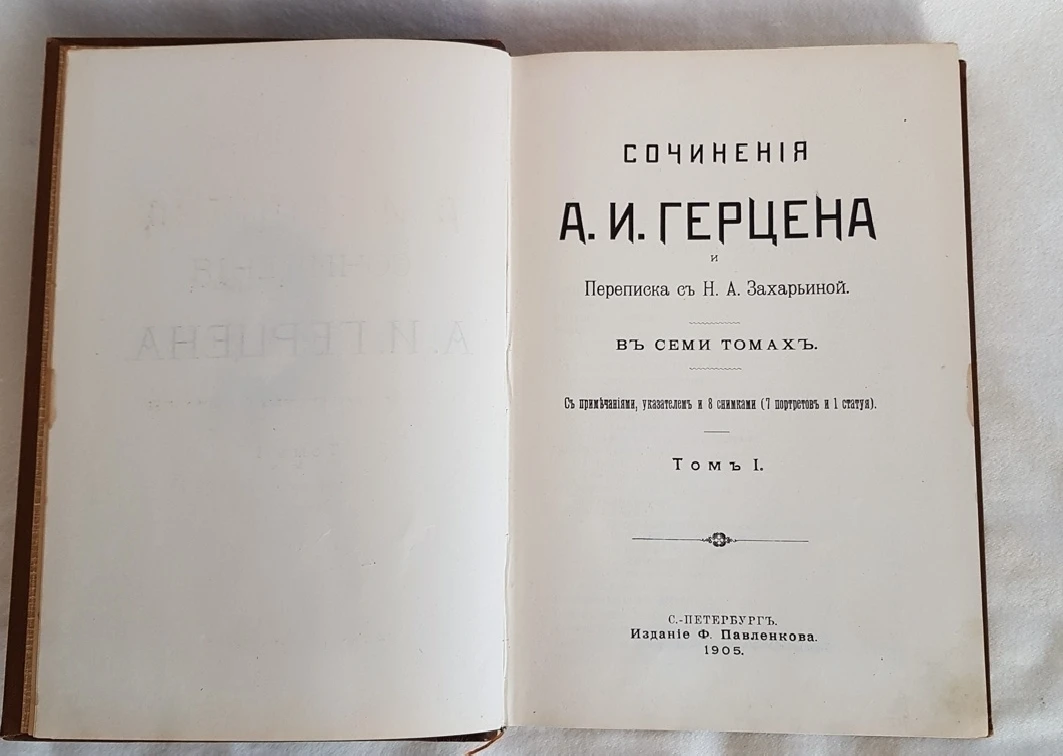 СОЧИНЕНІЯ
А. И. ГЕРЦЕНА
и
Переписка съ Н. А. Захарьиной.
ВЪ СЕМИ ТОМАХЪ.
Съ примѣчаніями, указателемъ и 8 снимками (7 портретовъ и 1 статуя).
Томъ I.
С.-ПЕТЕРБУРГЪ.
Изданіе Ф. Павленкова.
1905.